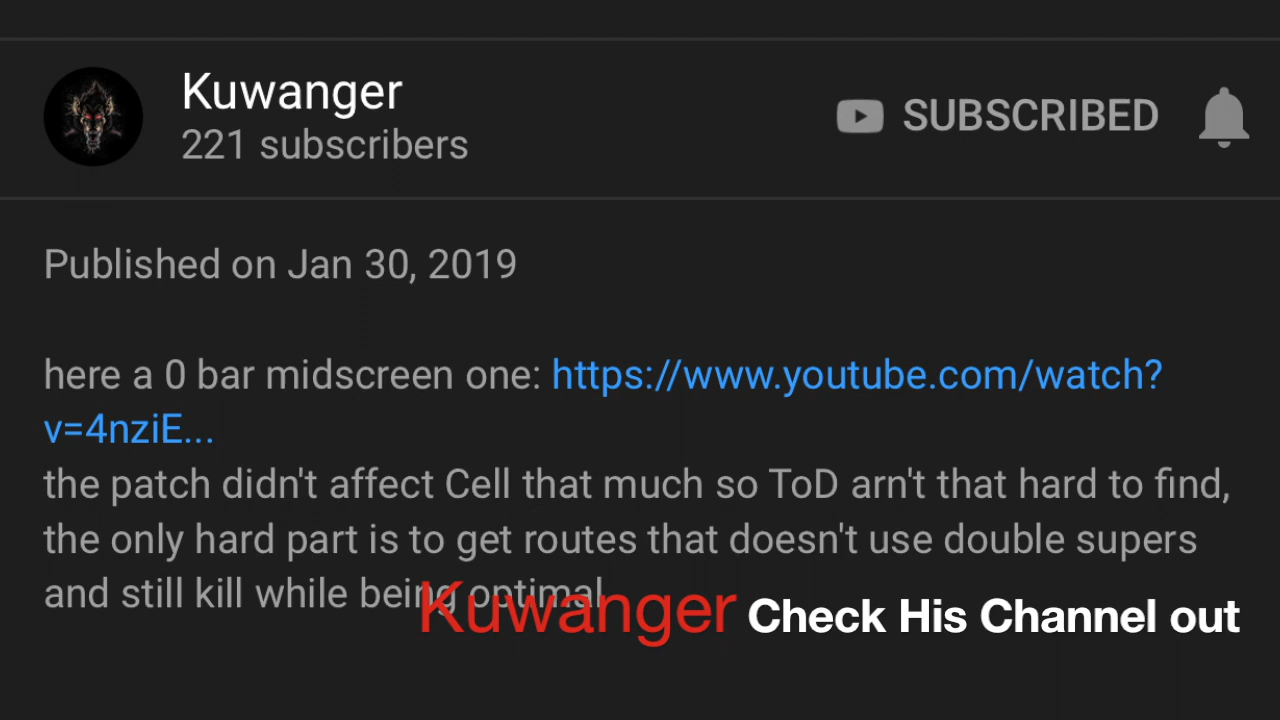 Kuwanger
221 subscribers
SUBSCRIBED
Published on Jan 30, 2019
here a 0 bar midscreen one: https://www.youtube.com/watch?
v=4nziE...
the patch didn't affect Cell that much so ToD arn't that hard to find,
the only hard part is to get routes that doesn't use double supers
and still kill while being optimal
Kuwanger Check His Channel out